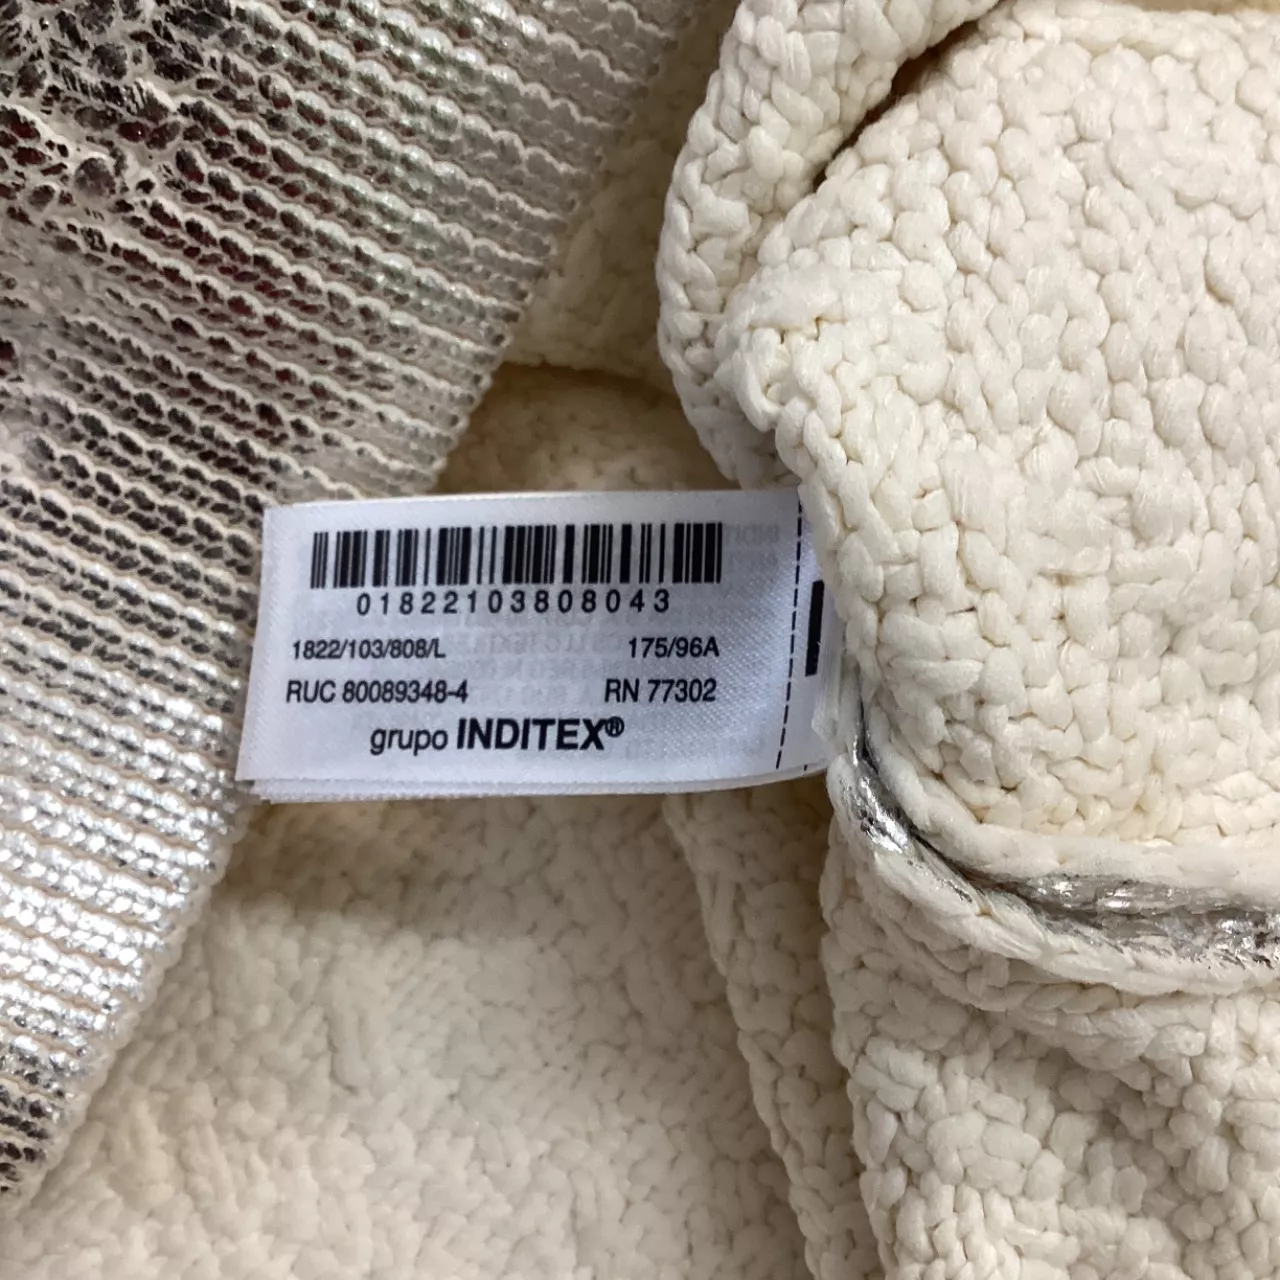 01822103808043
1822/103/808/L 175/96A
RUC 80089348-4 RN 77302
grupo INDITEX®